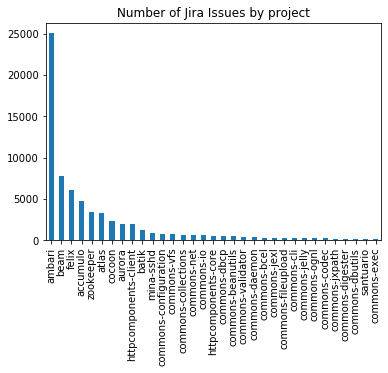 Number of Jira Issues by project
25000
20000
15000
10000
5000
0
ambari
beam
felix
accumulo
zookeeper
atlas
cocoon
aurora
httpcomponents-client
batik
mina-sshd
commons-configuration
commons-vfs
commons-collections
commons-net
commons-io
httpcomponents-core
commons-dbcp
commons-beanutils
commons-validator
commons-daemon
commons-bcel
commons-jexl
commons-fileupload
commons-cli
commons-jelly
commons-ognl
commons-codec
commons-jxpath
commons-digester
commons-dbutils
santuario
commons-exec